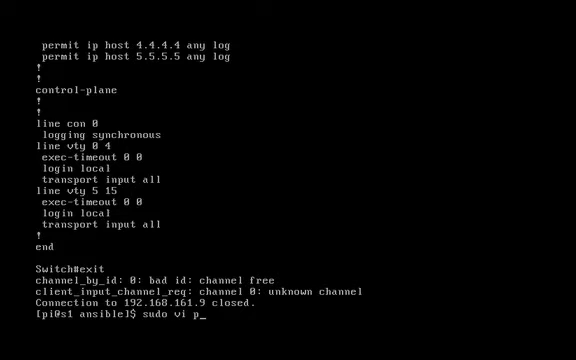 permit ip host 4.4.4.4 any log
permit ip host 5.5.5.5 any log
!
!
control-plane
!
!
line con 0
logging synchronous
line vty 0 4
exec-timeout 0 0
login local
transport input all
line vty 5 15
exec-timeout 0 0
login local
transport input all
!
end
Switch#exit
channel_by_id: 0: bad id: channel free
client_input_channel_req: channel 0: unknown channel
Connection to 192.168.161.9 closed.
[pi@s1 ansible]$ sudo vi p_